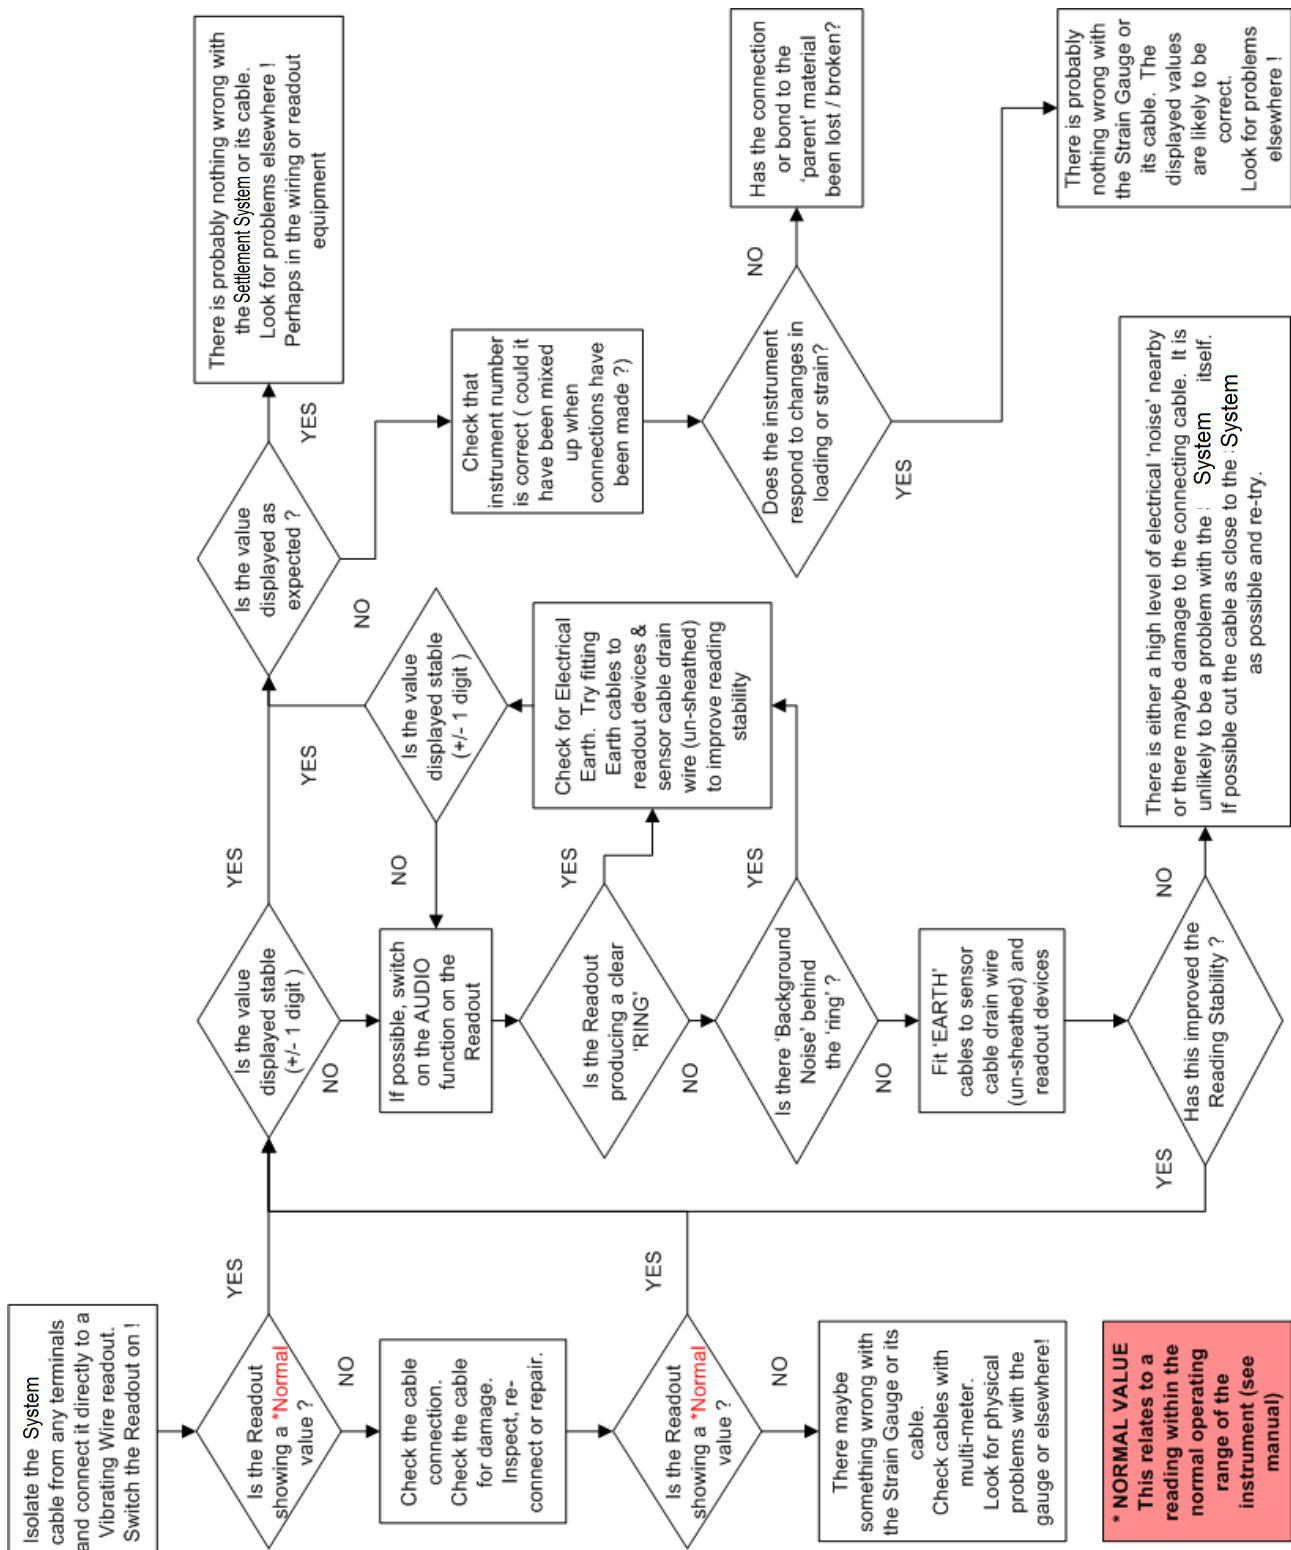 Isolate the System
cable from any terminals
and connect it directly to a
Vibrating Wire readout.
Switch the Readout on !
Is the Readout
showing a *Normal
value ?
YES
NO
Check the cable
connection.
Check the cable
for damage.
Inspect, re-
connect or repair.
Is the Readout
showing a *Normal
value ?
YES
NO
There maybe
something wrong with
the Strain Gauge or its
cable.
Check cables with
multi-meter.
Look for physical
problems with the
gauge or elsewhere!
* NORMAL VALUE
This relates to a
reading within the
normal operating
range of the
instrument (see
manual)
Is the value
displayed stable
(+/- 1 digit )
YES
NO
If possible, switch
on the AUDIO
function on the
Readout
Is the Readout
producing a clear
‘RING’
YES
NO
Is there ‘Background
Noise’ behind
the ‘ring’ ?
YES
NO
Fit ‘EARTH’
cables to sensor
cable drain wire
(un-sheathed) and
readout devices
Has this improved the
Reading Stability ?
YES
NO
Check for Electrical
Earth. Try fitting
Earth cables to
readout devices &
sensor cable drain
wire (un-sheathed)
to improve reading
stability
Is the value
displayed stable
(+/- 1 digit )
YES
NO
There is either a high level of electrical ‘noise’ nearby
or there maybe damage to the connecting cable. It is
unlikely to be a problem with the System itself.
If possible cut the cable as close to the System
as possible and re-try.
Is the value
displayed as
expected ?
YES
NO
There is probably nothing wrong with
the Settlement System or its cable.
Look for problems elsewhere !
Perhaps in the wiring or readout
equipment
Check that
instrument number
is correct ( could it
have been mixed
up when
connections have
been made ?)
Does the instrument
respond to changes in
loading or strain?
NO
YES
Has the connection
or bond to the
‘parent’ material
been lost / broken?
There is probably
nothing wrong with
the Strain Gauge or
its cable. The
displayed values
are likely to be
correct.
Look for problems
elsewhere !